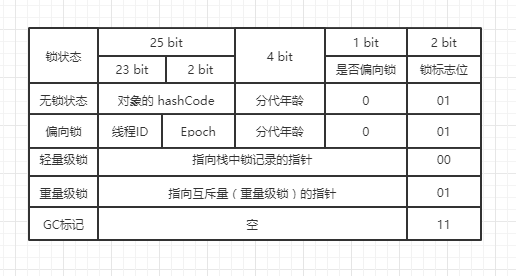 锁状态 25 bit 4 bit 1 bit 2 bit
23 bit 2 bit 是否偏向锁 锁标志位
无锁状态 对象的 hashCode 分代年龄 0 01
偏向锁 线程ID Epoch 分代年龄 0 01
轻量级锁 指向栈中锁记录的指针 00
重量级锁 指向互斥量（重量级锁）的指针 01
GC标记 空 11